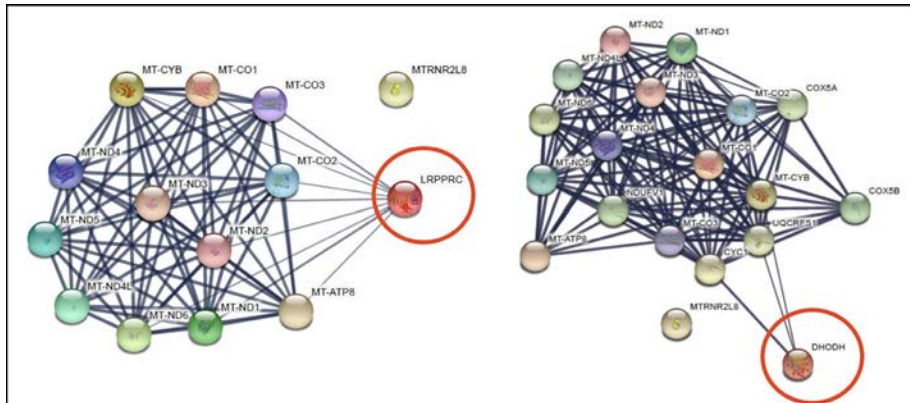 MT-CYB
MT-CO1
MT-CO3
MTRNR2L8
MT-ND4
MT-ND3
MT-CO2
LRPPRC
MT-ND5
MT-ND2
MT-ND4L
MT-ND6
MT-ND1
MT-ATP8
MT-ND2
MT-ND1
MT-ND4L
MT-ND3
MT-CO2
COX5A
MT-ND6
MT-ND4
MT-CO1
MT-ND5
NDUFV1
MT-CYB
COX5B
MT-CO3
UQCRFS1
MT-ATP8
CYC1
MTRNR2L8
DHODH